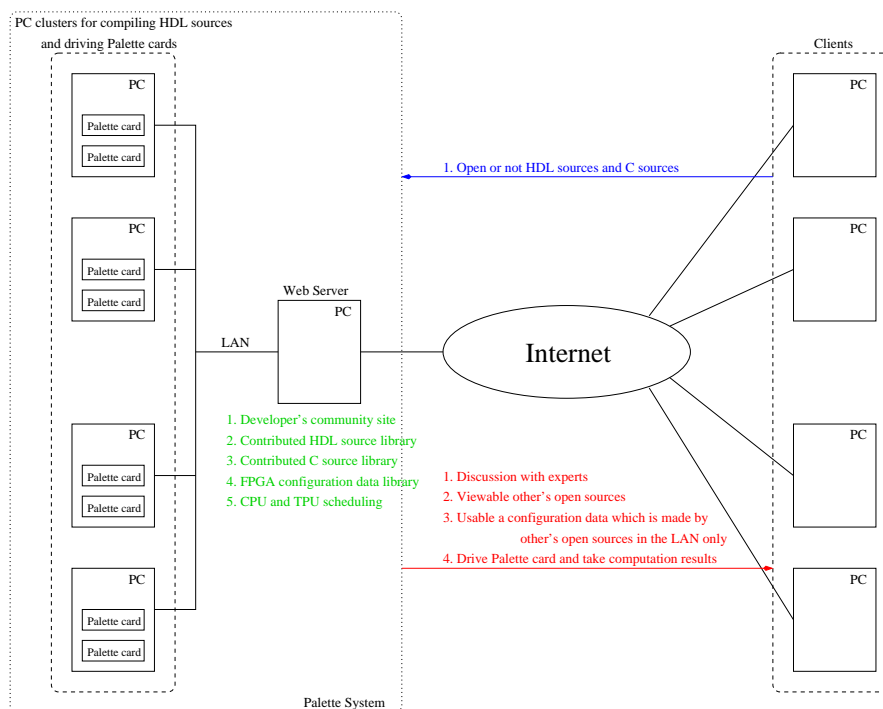 PC clusters for compiling HDL sources
and driving Palette cards
Clients
PC
Palette card
Palette card
PC
Palette card
Palette card
PC
Palette card
Palette card
PC
Palette card
Palette card
LAN
Web Server
PC
1. Developer's community site
2. Contributed HDL source library
3. Contributed C source library
4. FPGA configuration data library
5. CPU and TPU scheduling
Palette System
1. Open or not HDL sources and C sources
Internet
1. Discussion with experts
2. Viewable other's open sources
3. Usable a configuration data which is made by
other's open sources in the LAN only
4. Drive Palette card and take computation results
PC
PC
PC
PC